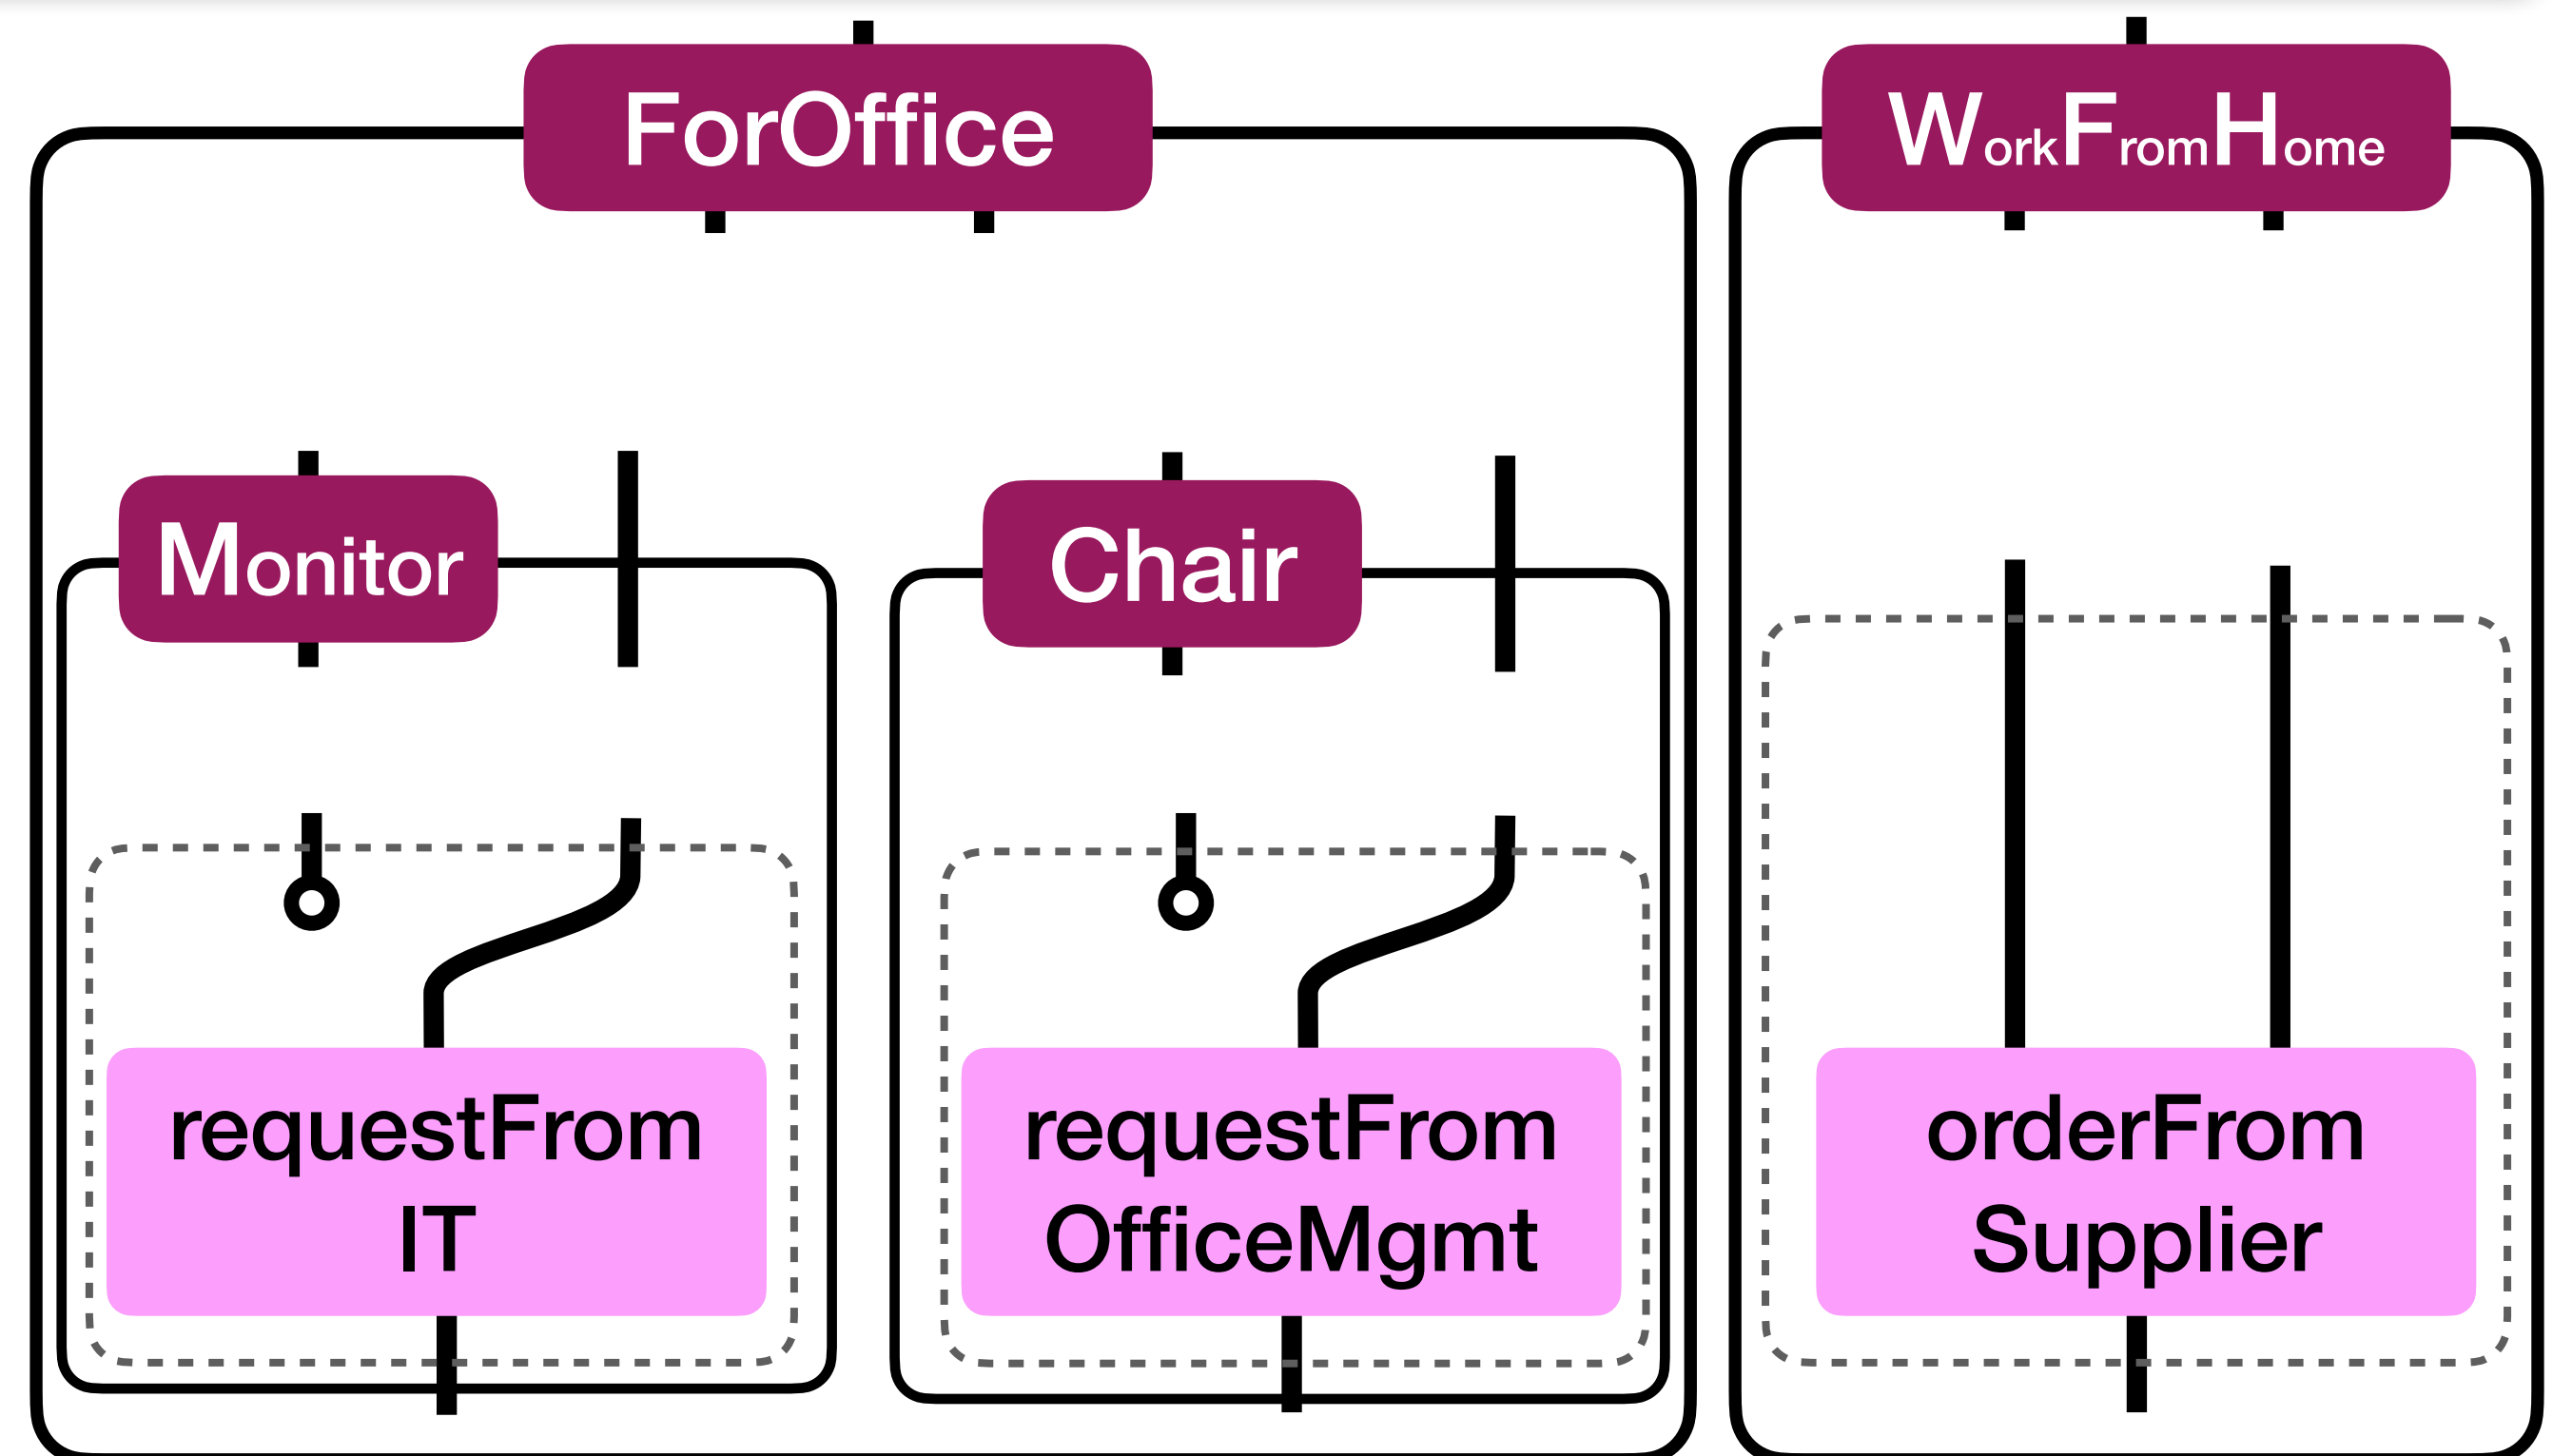 ForOffice
WorkFromHome
Monitor
Chair
requestFrom
IT
requestFrom
OfficeMgmt
orderFrom
Supplier